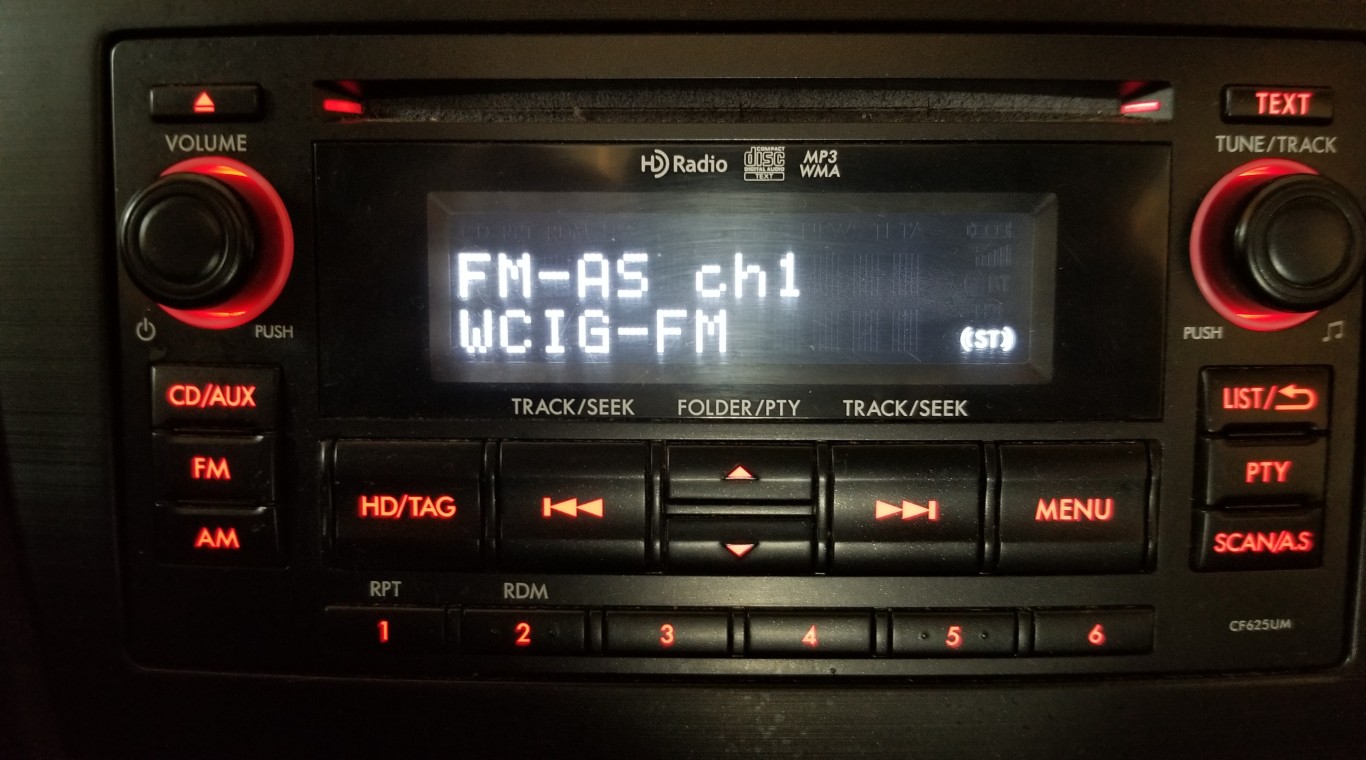 TEXT
VOLUME
TUNE/TRACK
HD Radio
COMPACT
disc
DIGITAL AUDIO
TEXT
MP3
WMA
FM-AS ch1
WCIG-FM
(ST)
PUSH
PUSH
TRACK/SEEK FOLDER/PTY TRACK/SEEK
CD/AUX
FM
AM
HD/TAG
MENU
LIST/
PTY
SCAN/A.S
RPT RDM
1 2 3 4 5 6
CF625UM